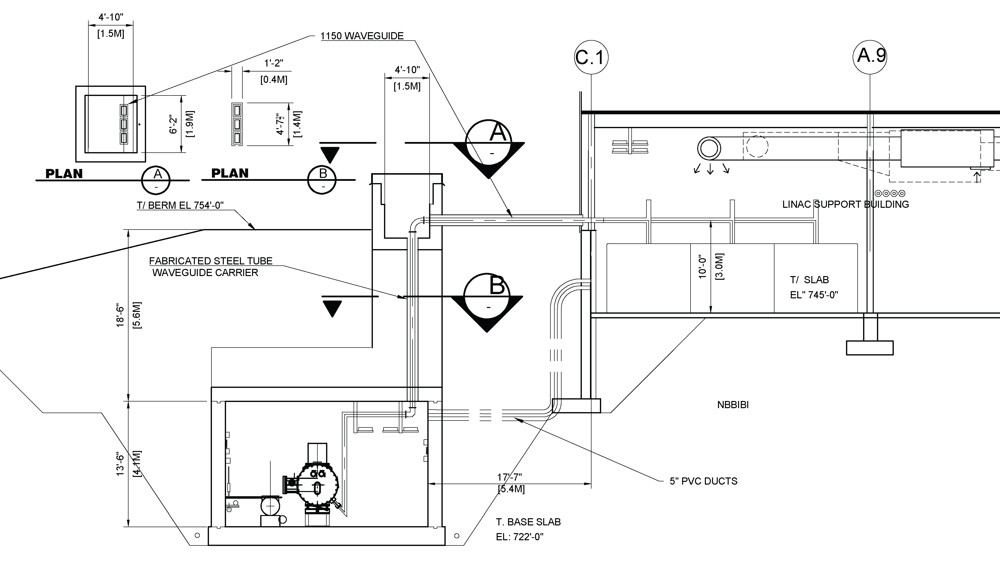 4'-10"
[1.5M]
1150 WAVEGUIDE
1'-2"
[0.4M]
4'-10"
[1.5M]
C.1
A.9
6'-2"
[1.9M]
4'-7½"
[1.4M]
A
-
PLAN
A
-
PLAN
B
-
T/ BERM EL 754'-0"
LINAC SUPPORT BUILDING
FABRICATED STEEL TUBE
WAVEGUIDE CARRIER
B
-
10'-0"
[3.0M]
T/ SLAB
EL" 745'-0"
18'-6"
[5.6M]
NBBIBI
13'-6"
[4.1M]
17'-7"
[5.4M]
5" PVC DUCTS
T. BASE SLAB
EL: 722'-0"